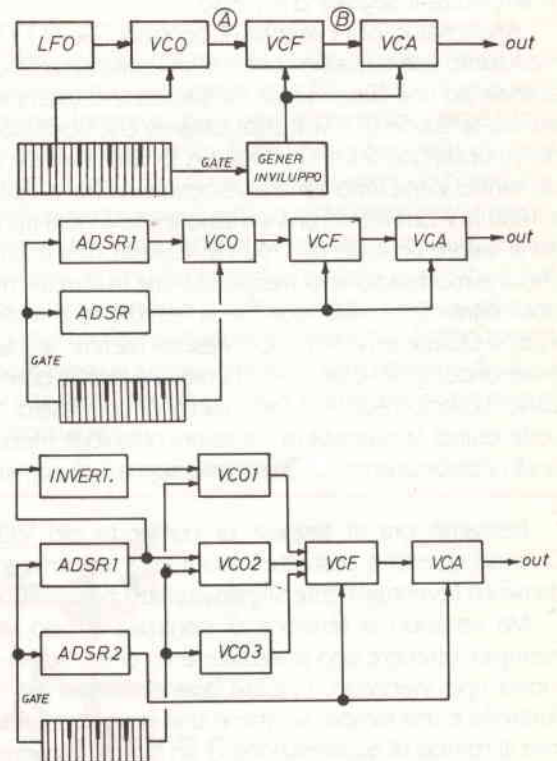 A B
LFO VCO VCF VCA out
GATE GENER. INVILUPPO
ADSR1 VCO VCF VCA out
ADSR
GATE
INVERT. VCO1
ADSR1 VCO2 VCF VCA out
ADSR2 VCO3
GATE